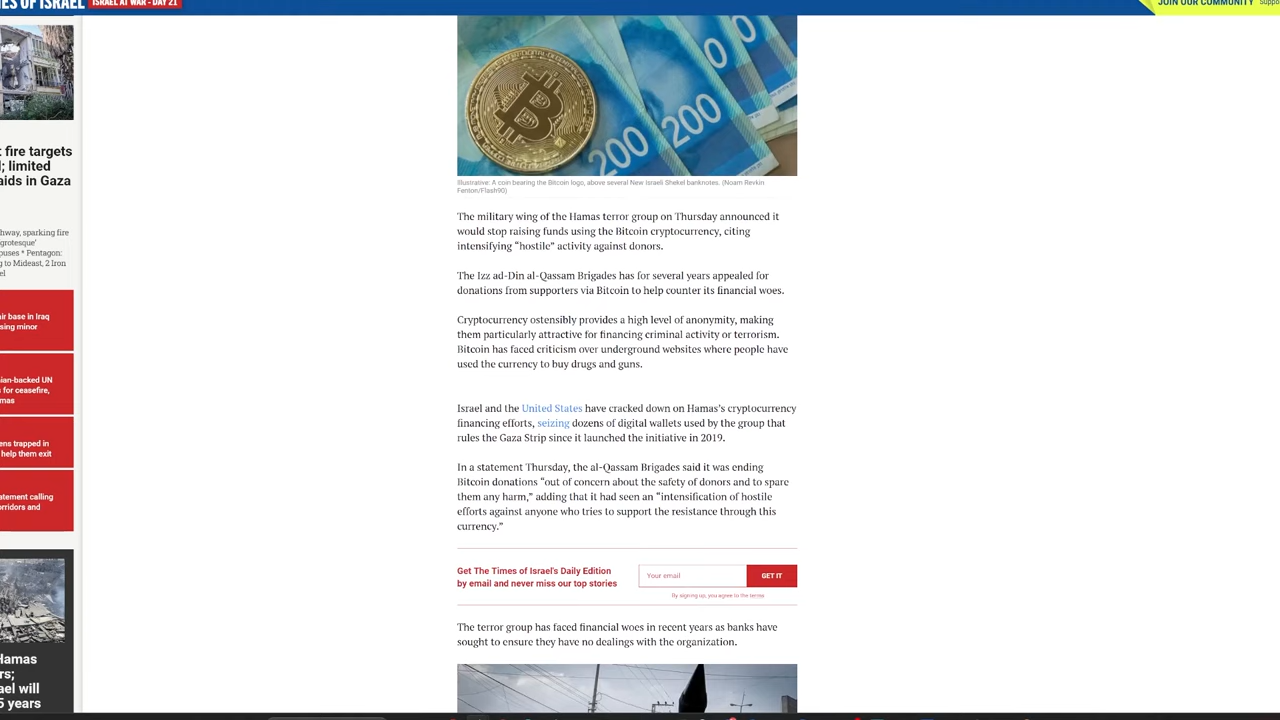 ES OF ISRAEL
ISRAEL AT WAR - DAY 21
JOIN OUR COMMUNITY
fire targets
; limited
aids in Gaza
hway, sparking fire
grotesque'
ouses * Pentagon:
g to Mideast, 2 Iron
el
air base in Iraq
sing minor
nian-backed UN
for ceasefire,
mas
ens trapped in
help them exit
atement calling
orridors and
Hamas
rs;
ael will
5 years
200 200
Illustrative: A coin bearing the Bitcoin logo, above several New Israeli Shekel banknotes. (Noam Revkin
Fenton/Flash90)
The military wing of the Hamas terror group on Thursday announced it
would stop raising funds using the Bitcoin cryptocurrency, citing
intensifying “hostile” activity against donors.
The Izz ad-Din al-Qassam Brigades has for several years appealed for
donations from supporters via Bitcoin to help counter its financial woes.
Cryptocurrency ostensibly provides a high level of anonymity, making
them particularly attractive for financing criminal activity or terrorism.
Bitcoin has faced criticism over underground websites where people have
used the currency to buy drugs and guns.
Israel and the United States have cracked down on Hamas’s cryptocurrency
financing efforts, seizing dozens of digital wallets used by the group that
rules the Gaza Strip since it launched the initiative in 2019.
In a statement Thursday, the al-Qassam Brigades said it was ending
Bitcoin donations “out of concern about the safety of donors and to spare
them any harm,” adding that it had seen an “intensification of hostile
efforts against anyone who tries to support the resistance through this
currency.”
Get The Times of Israel's Daily Edition
by email and never miss our top stories
Your email
GET IT
By signing up, you agree to the terms
The terror group has faced financial woes in recent years as banks have
sought to ensure they have no dealings with the organization.